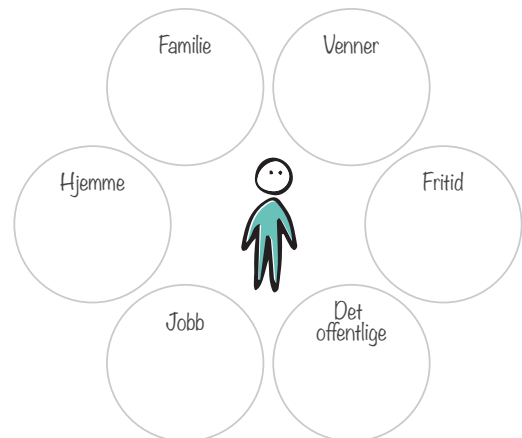 Familie
Venner
Hjemme
Fritid
Jobb
Det
offentlige